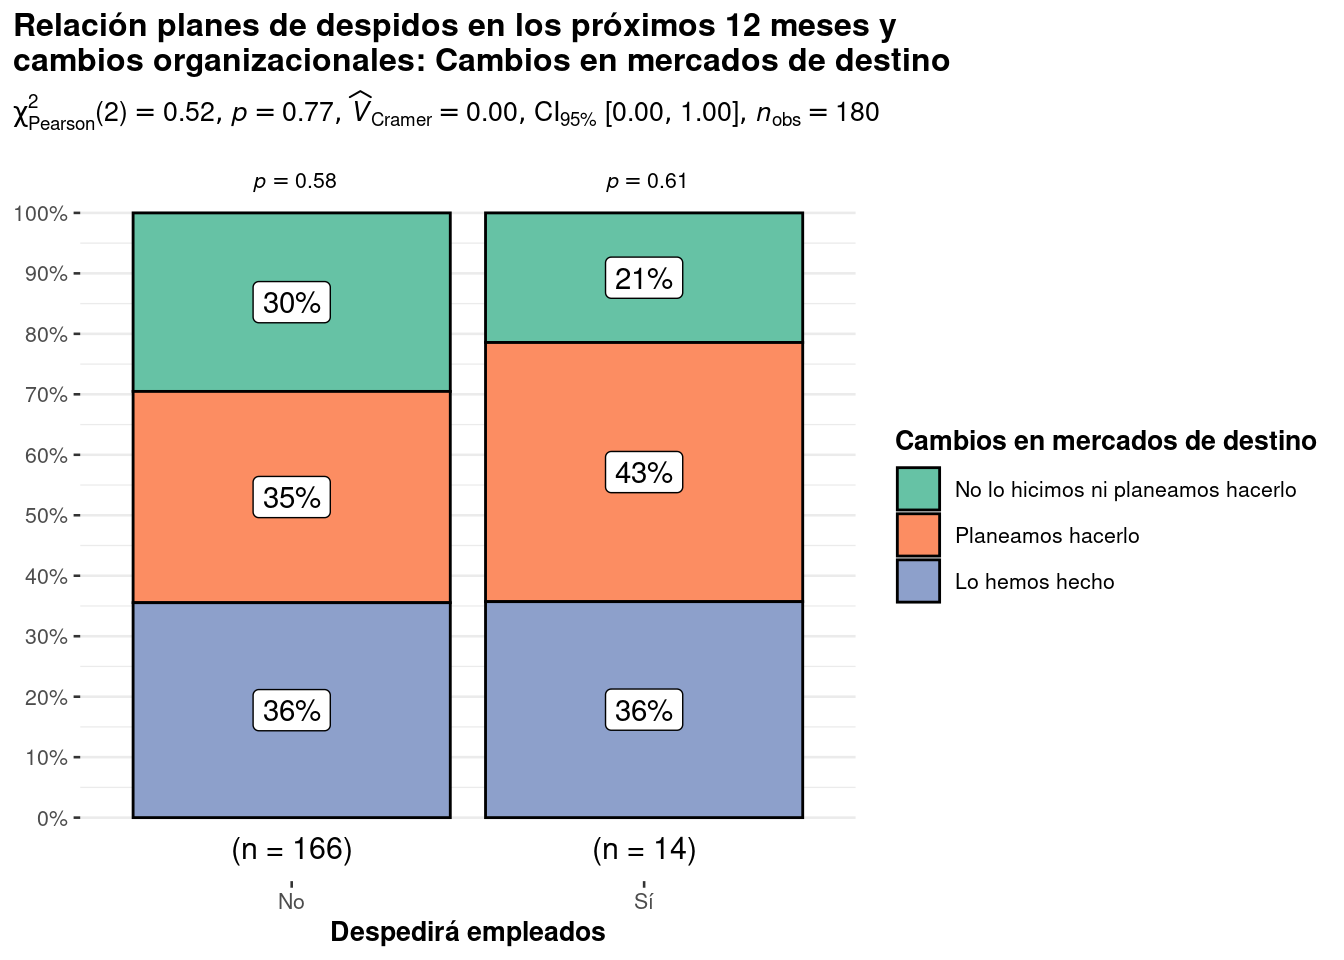 Relación planes de despidos en los próximos 12 meses y
cambios organizacionales: Cambios en mercados de destino
χ²Pearson(2) = 0.52, p = 0.77, V̂Cramer = 0.00, CI95% [0.00, 1.00], nobs = 180
p = 0.58 p = 0.61
100%
90%
80%
70%
60%
50%
40%
30%
20%
10%
0%
30%
35%
36%
21%
43%
36%
(n = 166) (n = 14)
No Sí
Despedirá empleados
Cambios en mercados de destino
No lo hicimos ni planeamos hacerlo
Planeamos hacerlo
Lo hemos hecho